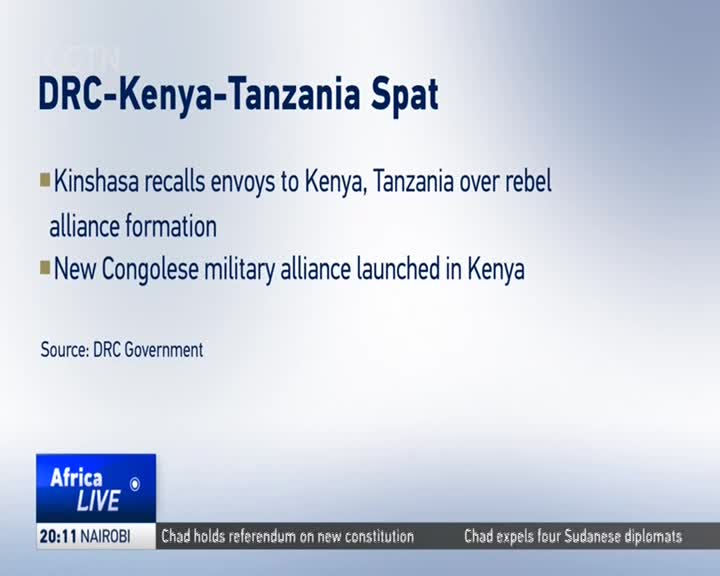 CGTN
DRC-Kenya-Tanzania Spat
Kinshasa recalls envoys to Kenya, Tanzania over rebel
alliance formation
New Congolese military alliance launched in Kenya
Source: DRC Government
Africa
LIVE
20:11 NAIROBI
Chad holds referendum on new constitution
Chad expels four Sudanese diplomats